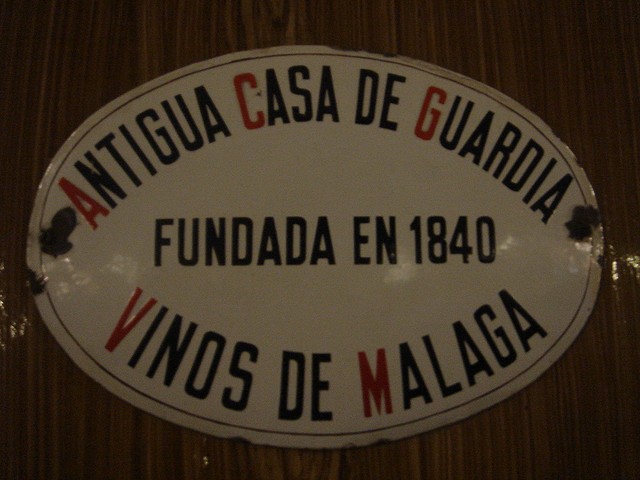 ANTIGUA CASA DE GUARDIA
FUNDADA EN 1840
VINOS DE MALAGA